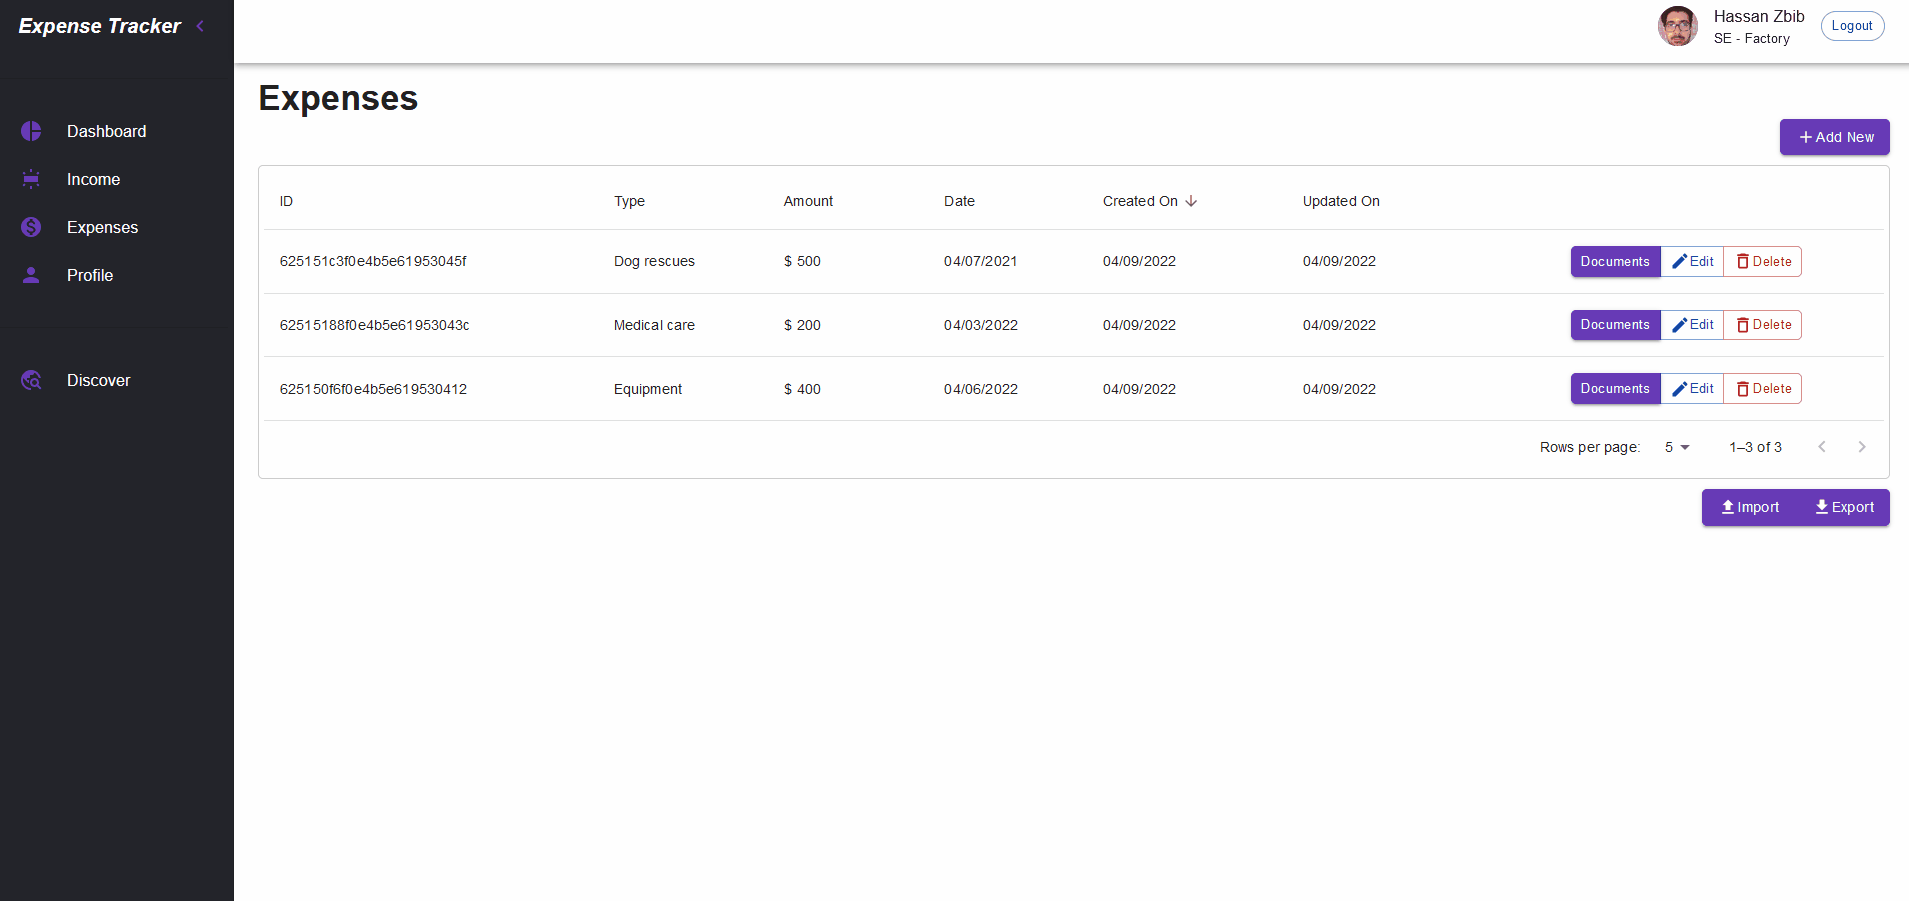 Expense Tracker
Hassan Zbib
SE - Factory
Logout
Dashboard
Income
Expenses
Profile
Discover
Expenses
Add New
ID Type Amount Date Created On Updated On
625151c3f0e4b5e61953045f Dog rescues $ 500 04/07/2021 04/09/2022 04/09/2022 Documents Edit Delete
62515188f0e4b5e61953043c Medical care $ 200 04/03/2022 04/09/2022 04/09/2022 Documents Edit Delete
625150f6f0e4b5e619530412 Equipment $ 400 04/06/2022 04/09/2022 04/09/2022 Documents Edit Delete
Rows per page: 5 1–3 of 3
Import Export